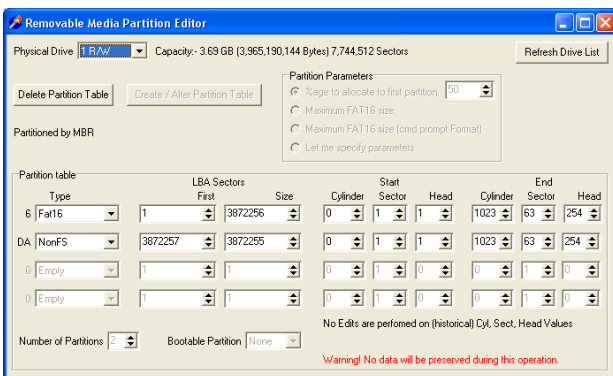 Removable Media Partition Editor
Physical Drive 1 R/W Capacity:- 3.69 GB (3,965,190,144 Bytes) 7,744,512 Sectors Refresh Drive List
Partition Parameters
Delete Partition Table Create / Alter Partition Table %age to allocate to first partition 50
Maximum FAT16 size
Partitioned by MBR Maximum FAT16 size (cmd prompt Format)
Let me specify parameters
Partition table
LBA Sectors Start End
Type First Size Cylinder Sector Head Cylinder Sector Head
6 Fat16 1 3872256 0 1 1 1023 63 254
DA NonFS 3872257 3872255 0 1 1 1023 63 254
0 Empty 1 1 0 1 0 0 1 0
0 Empty 1 1 0 1 0 0 1 0
No Edits are perfomed on (historical) Cyl, Sect, Head Values
Number of Partitions 2 Bootable Partition None
Warning! No data will be preserved during this operation.